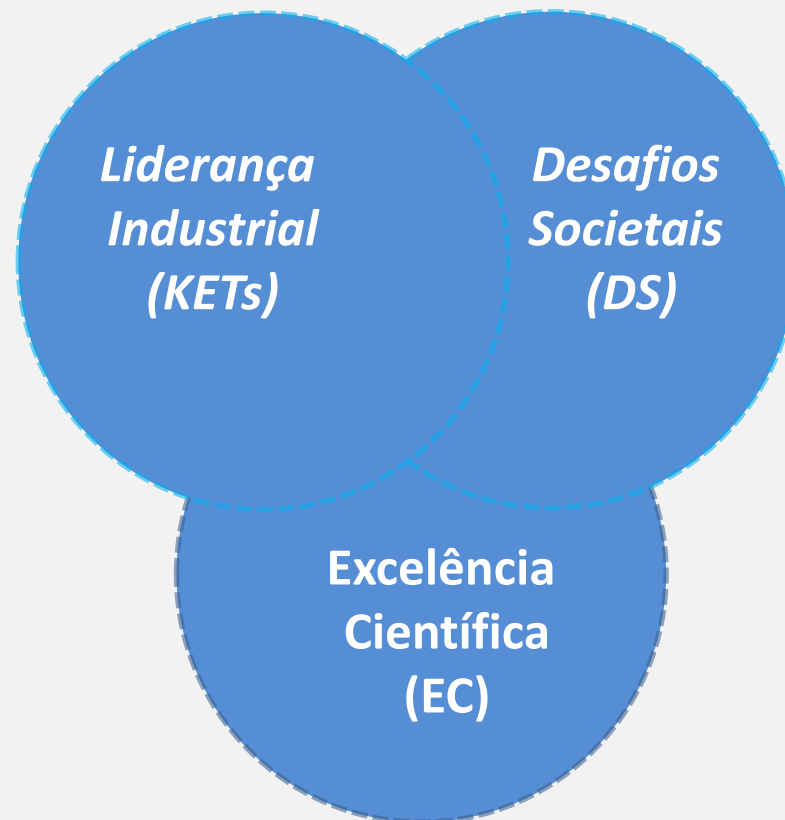 Liderança
Industrial
(KETs)
Desafios
Societais
(DS)
Excelência
Científica
(EC)